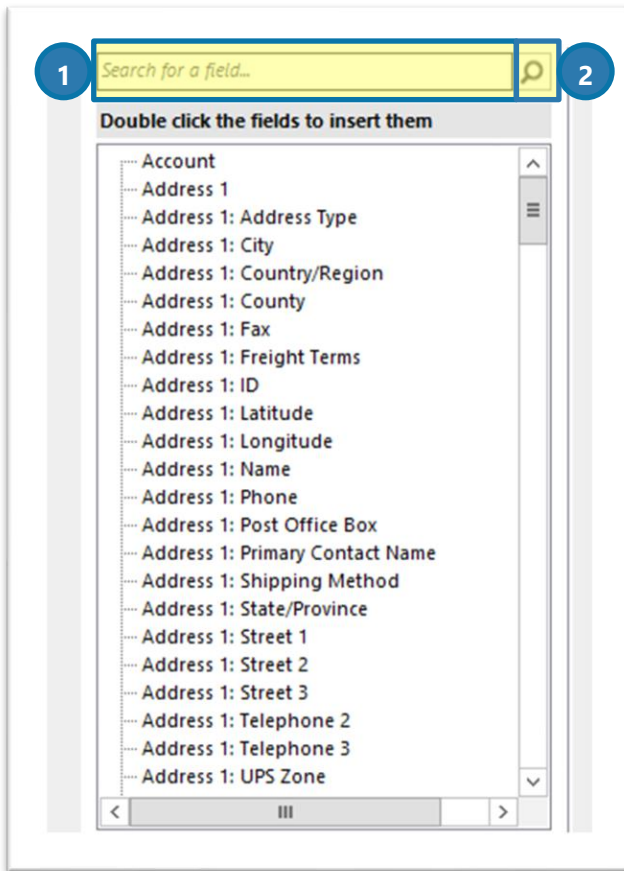 1 Search for a field... 2
Double click the fields to insert them
Account
Address 1
Address 1: Address Type
Address 1: City
Address 1: Country/Region
Address 1: County
Address 1: Fax
Address 1: Freight Terms
Address 1: ID
Address 1: Latitude
Address 1: Longitude
Address 1: Name
Address 1: Phone
Address 1: Post Office Box
Address 1: Primary Contact Name
Address 1: Shipping Method
Address 1: State/Province
Address 1: Street 1
Address 1: Street 2
Address 1: Street 3
Address 1: Telephone 2
Address 1: Telephone 3
Address 1: UPS Zone